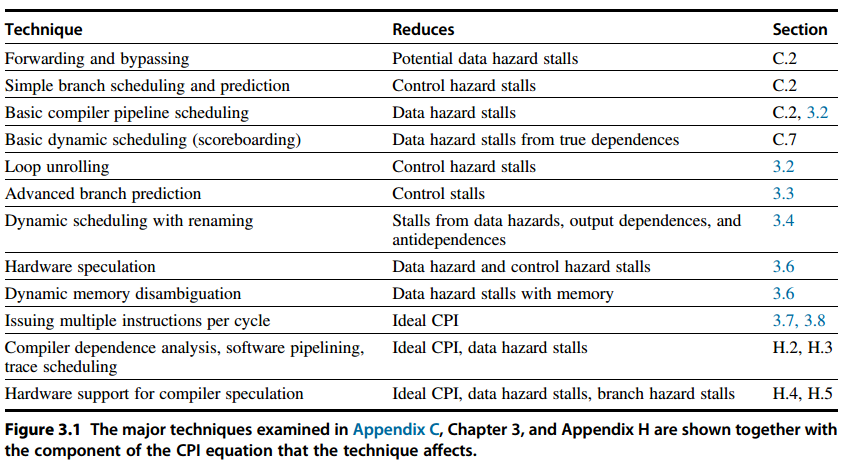 Technique Reduces Section
Forwarding and bypassing Potential data hazard stalls C.2
Simple branch scheduling and prediction Control hazard stalls C.2
Basic compiler pipeline scheduling Data hazard stalls C.2, 3.2
Basic dynamic scheduling (scoreboarding) Data hazard stalls from true dependences C.7
Loop unrolling Control hazard stalls 3.2
Advanced branch prediction Control stalls 3.3
Dynamic scheduling with renaming Stalls from data hazards, output dependences, and 3.4
antidependences
Hardware speculation Data hazard and control hazard stalls 3.6
Dynamic memory disambiguation Data hazard stalls with memory 3.6
Issuing multiple instructions per cycle Ideal CPI 3.7, 3.8
Compiler dependence analysis, software pipelining, Ideal CPI, data hazard stalls H.2, H.3
trace scheduling
Hardware support for compiler speculation Ideal CPI, data hazard stalls, branch hazard stalls H.4, H.5
Figure 3.1 The major techniques examined in Appendix C, Chapter 3, and Appendix H are shown together with
the component of the CPI equation that the technique affects.